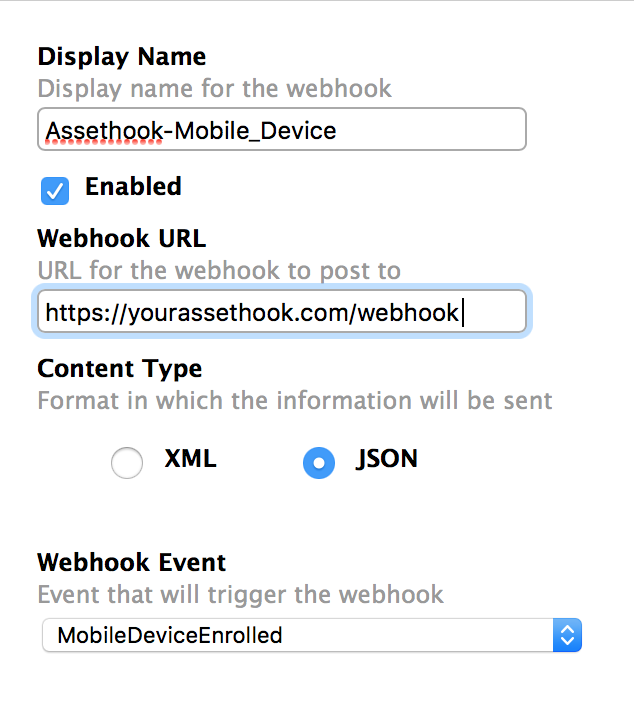 Display Name
Display name for the webhook
Assethook-Mobile_Device
Enabled
Webhook URL
URL for the webhook to post to
https://yourassethook.com/webhook
Content Type
Format in which the information will be sent
XML JSON
Webhook Event
Event that will trigger the webhook
MobileDeviceEnrolled